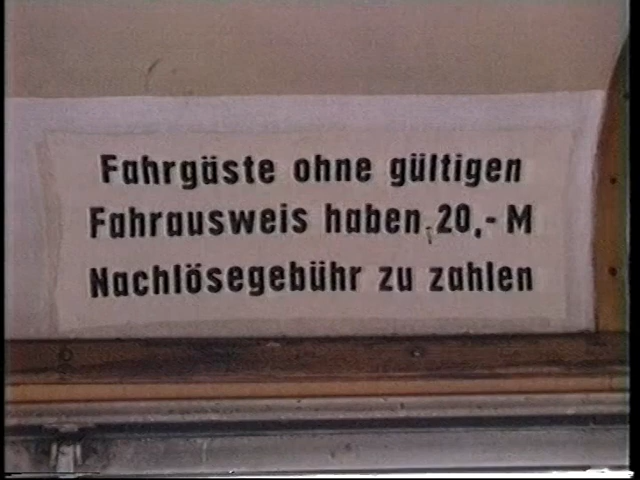 Fahrgäste ohne gültigen
Fahrausweis haben 20,- M
Nachlösegebühr zu zahlen